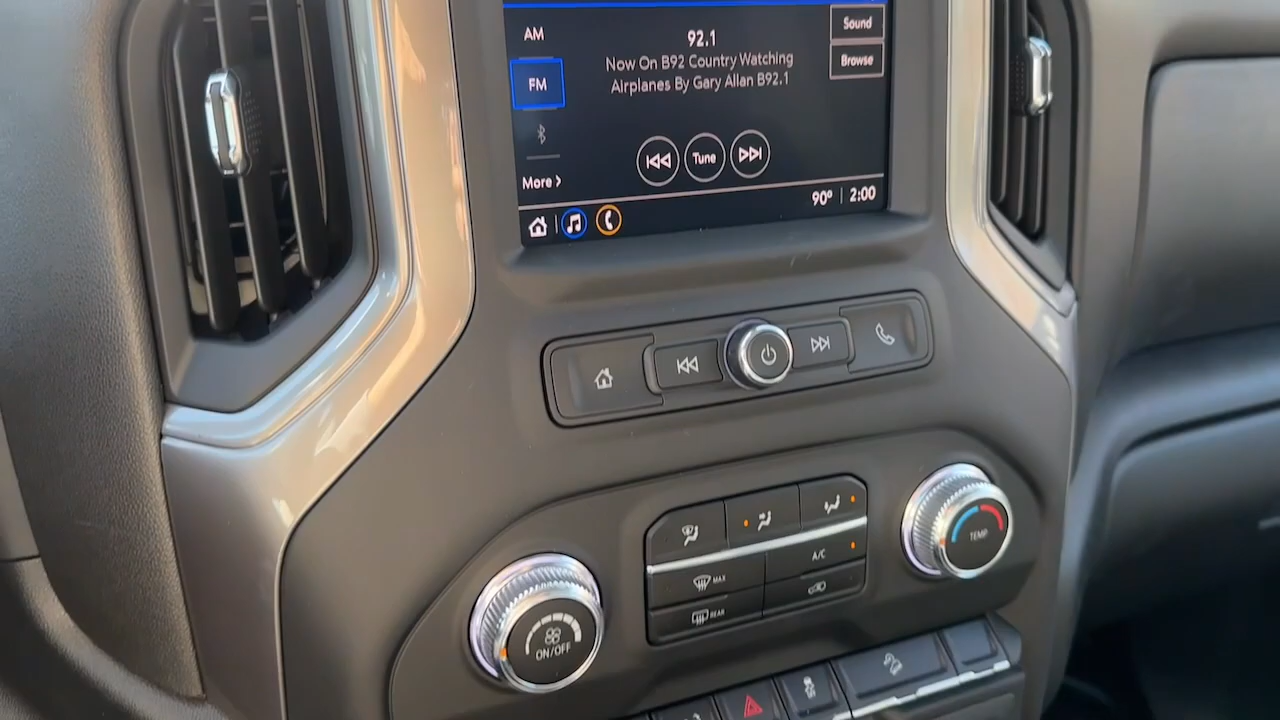 AM
92.1
Sound
Now On B92 Country Watching
Airplanes By Gary Allan B92.1
Browse
FM
Tune
More >
90° | 2:00
A/C
MAX
REAR
TEMP
ON/OFF